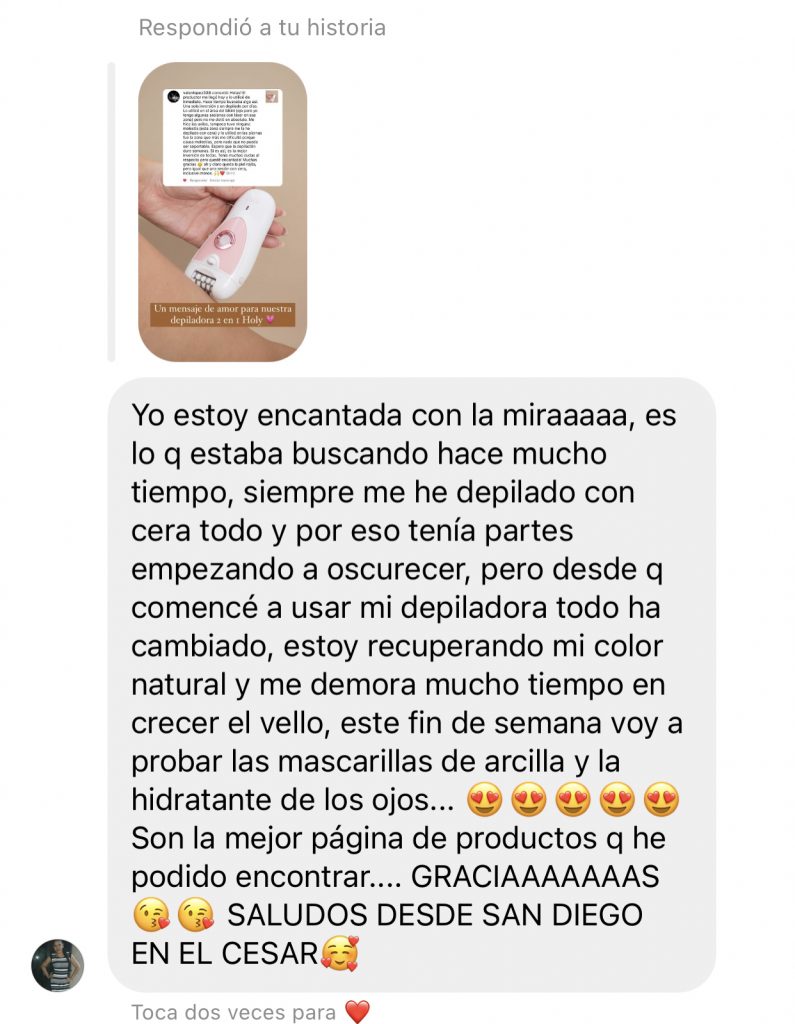 Respondió a tu historia
Un mensaje de amor para nuestra
depiladora 2 en 1 Holy 💗
Yo estoy encantada con la miraaaaa, es
lo q estaba buscando hace mucho
tiempo, siempre me he depilado con
cera todo y por eso tenía partes
empezando a oscurecer, pero desde q
comencé a usar mi depiladora todo ha
cambiado, estoy recuperando mi color
natural y me demora mucho tiempo en
crecer el vello, este fin de semana voy a
probar las mascarillas de arcilla y la
hidratante de los ojos... 😍😍😍😍😍
Son la mejor página de productos q he
podido encontrar.... GRACIAAAAAAAS
😘😘 SALUDOS DESDE SAN DIEGO
EN EL CESAR🥰
Toca dos veces para ❤️